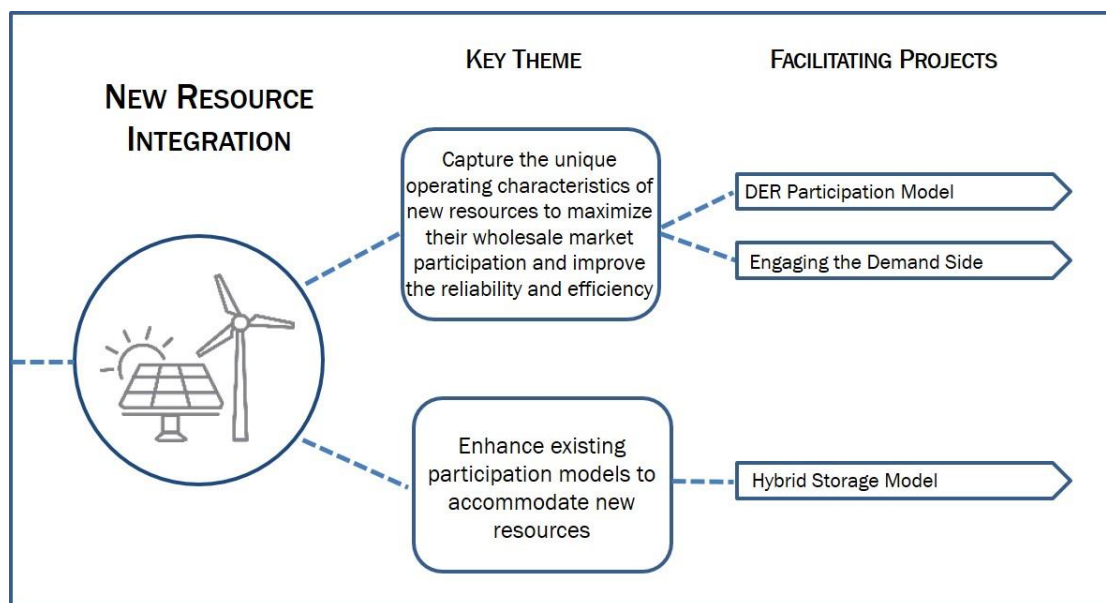 NEW RESOURCE
INTEGRATION
KEY THEME
FACILITATING PROJECTS
Capture the unique
operating characteristics of
new resources to maximize
their wholesale market
participation and improve
the reliability and efficiency
DER Participation Model
Engaging the Demand Side
Enhance existing
participation models to
accommodate new
resources
Hybrid Storage Model